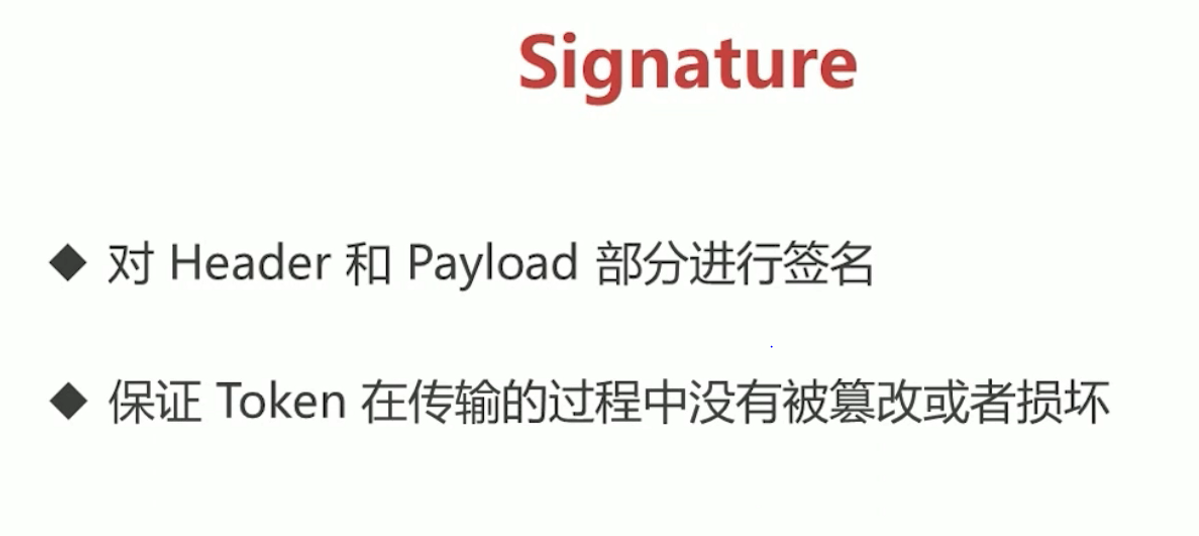 Signature
◆ 对 Header 和 Payload 部分进行签名
◆ 保证 Token 在传输的过程中没有被篡改或者损坏